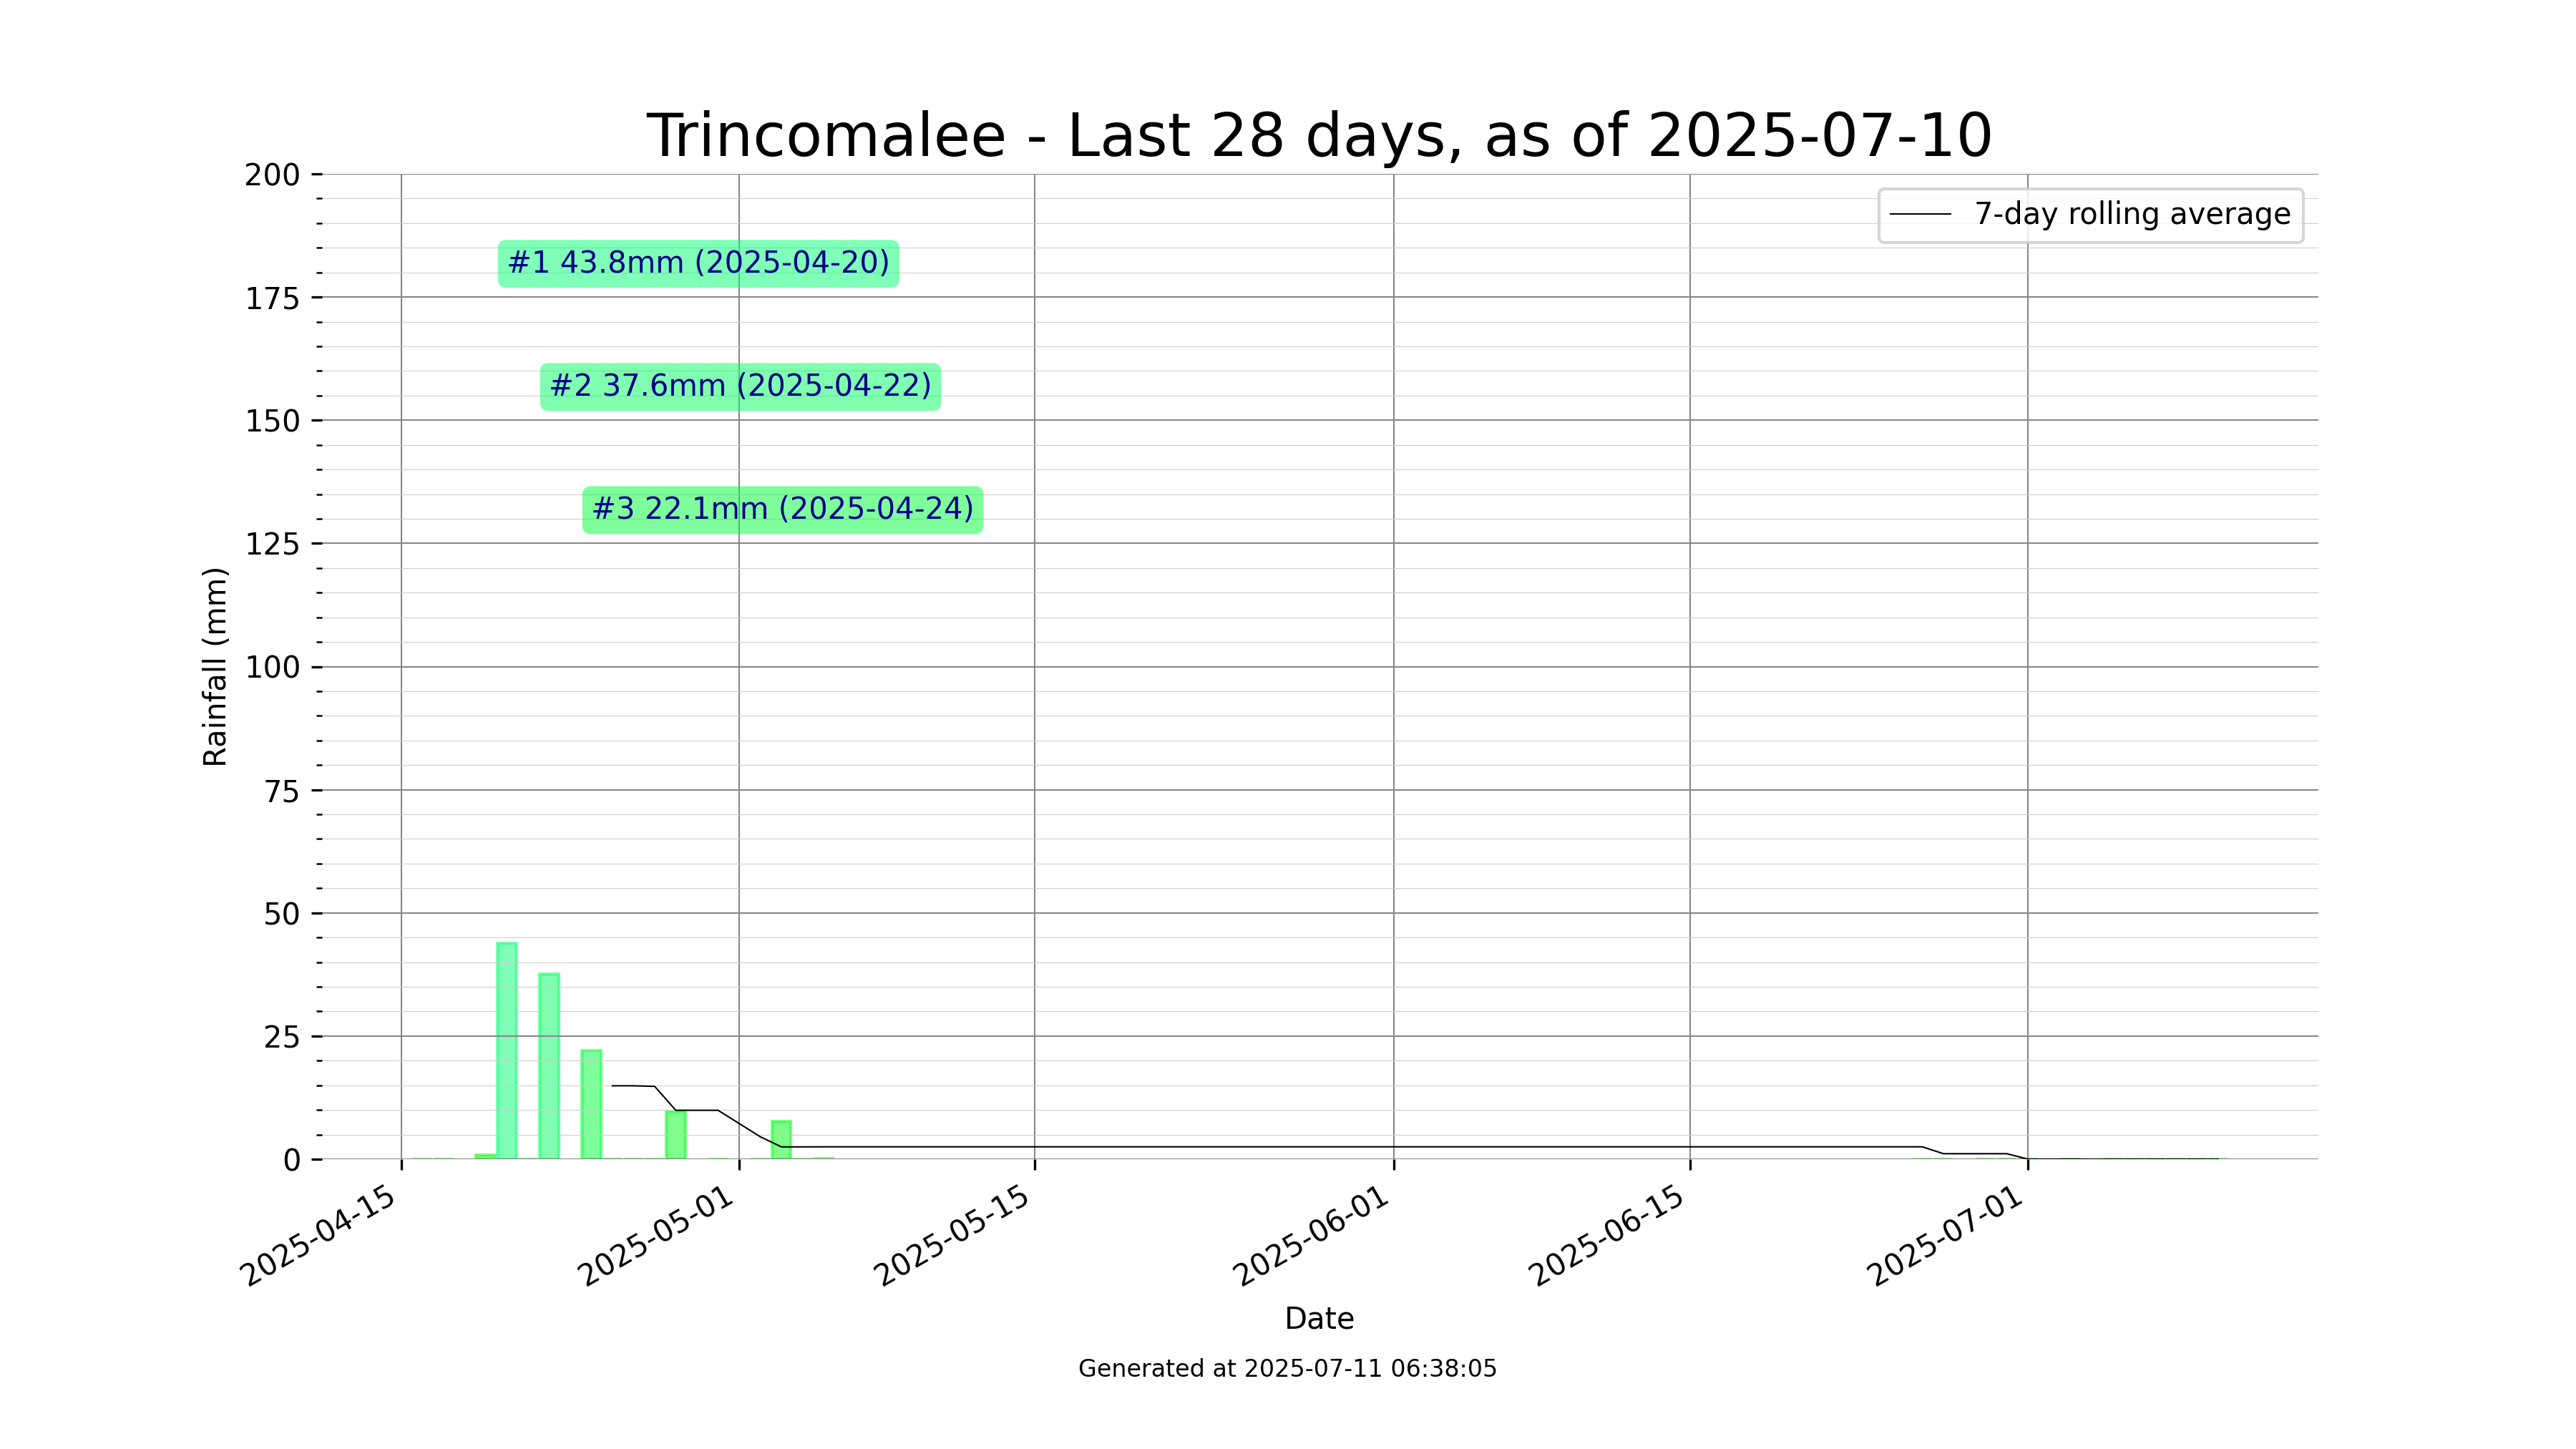 Trincomalee - Last 28 days, as of 2025-07-10
200
175
150
125
100
75
50
25
0
Rainfall (mm)
7-day rolling average
#1 43.8mm (2025-04-20)
#2 37.6mm (2025-04-22)
#3 22.1mm (2025-04-24)
2025-04-15
2025-05-01
2025-05-15
2025-06-01
2025-06-15
2025-07-01
Date
Generated at 2025-07-11 06:38:05